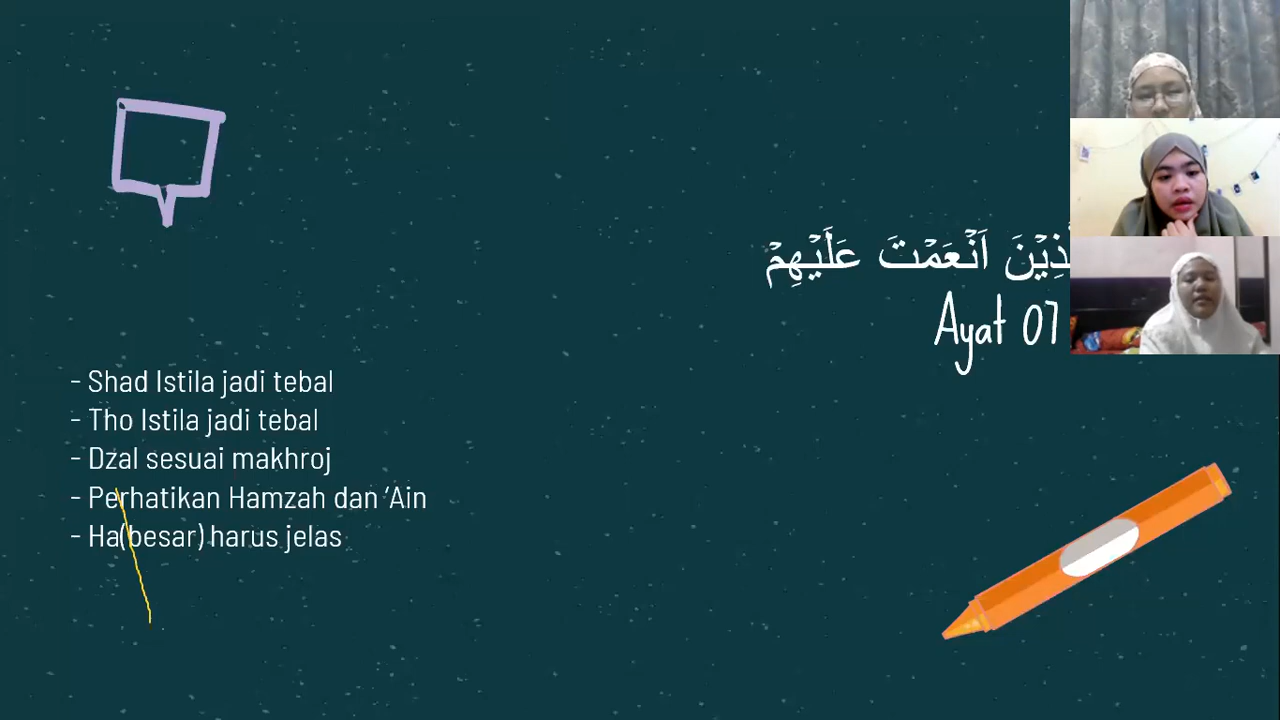 ذِيْنَ اَنْعَمْتَ عَلَيْهِمْ
Ayat 07
- Shad Istila jadi tebal
- Tho Istila jadi tebal
- Dzal sesuai makhroj
- Perhatikan Hamzah dan ‘Ain
- Ha(besar) harus jelas